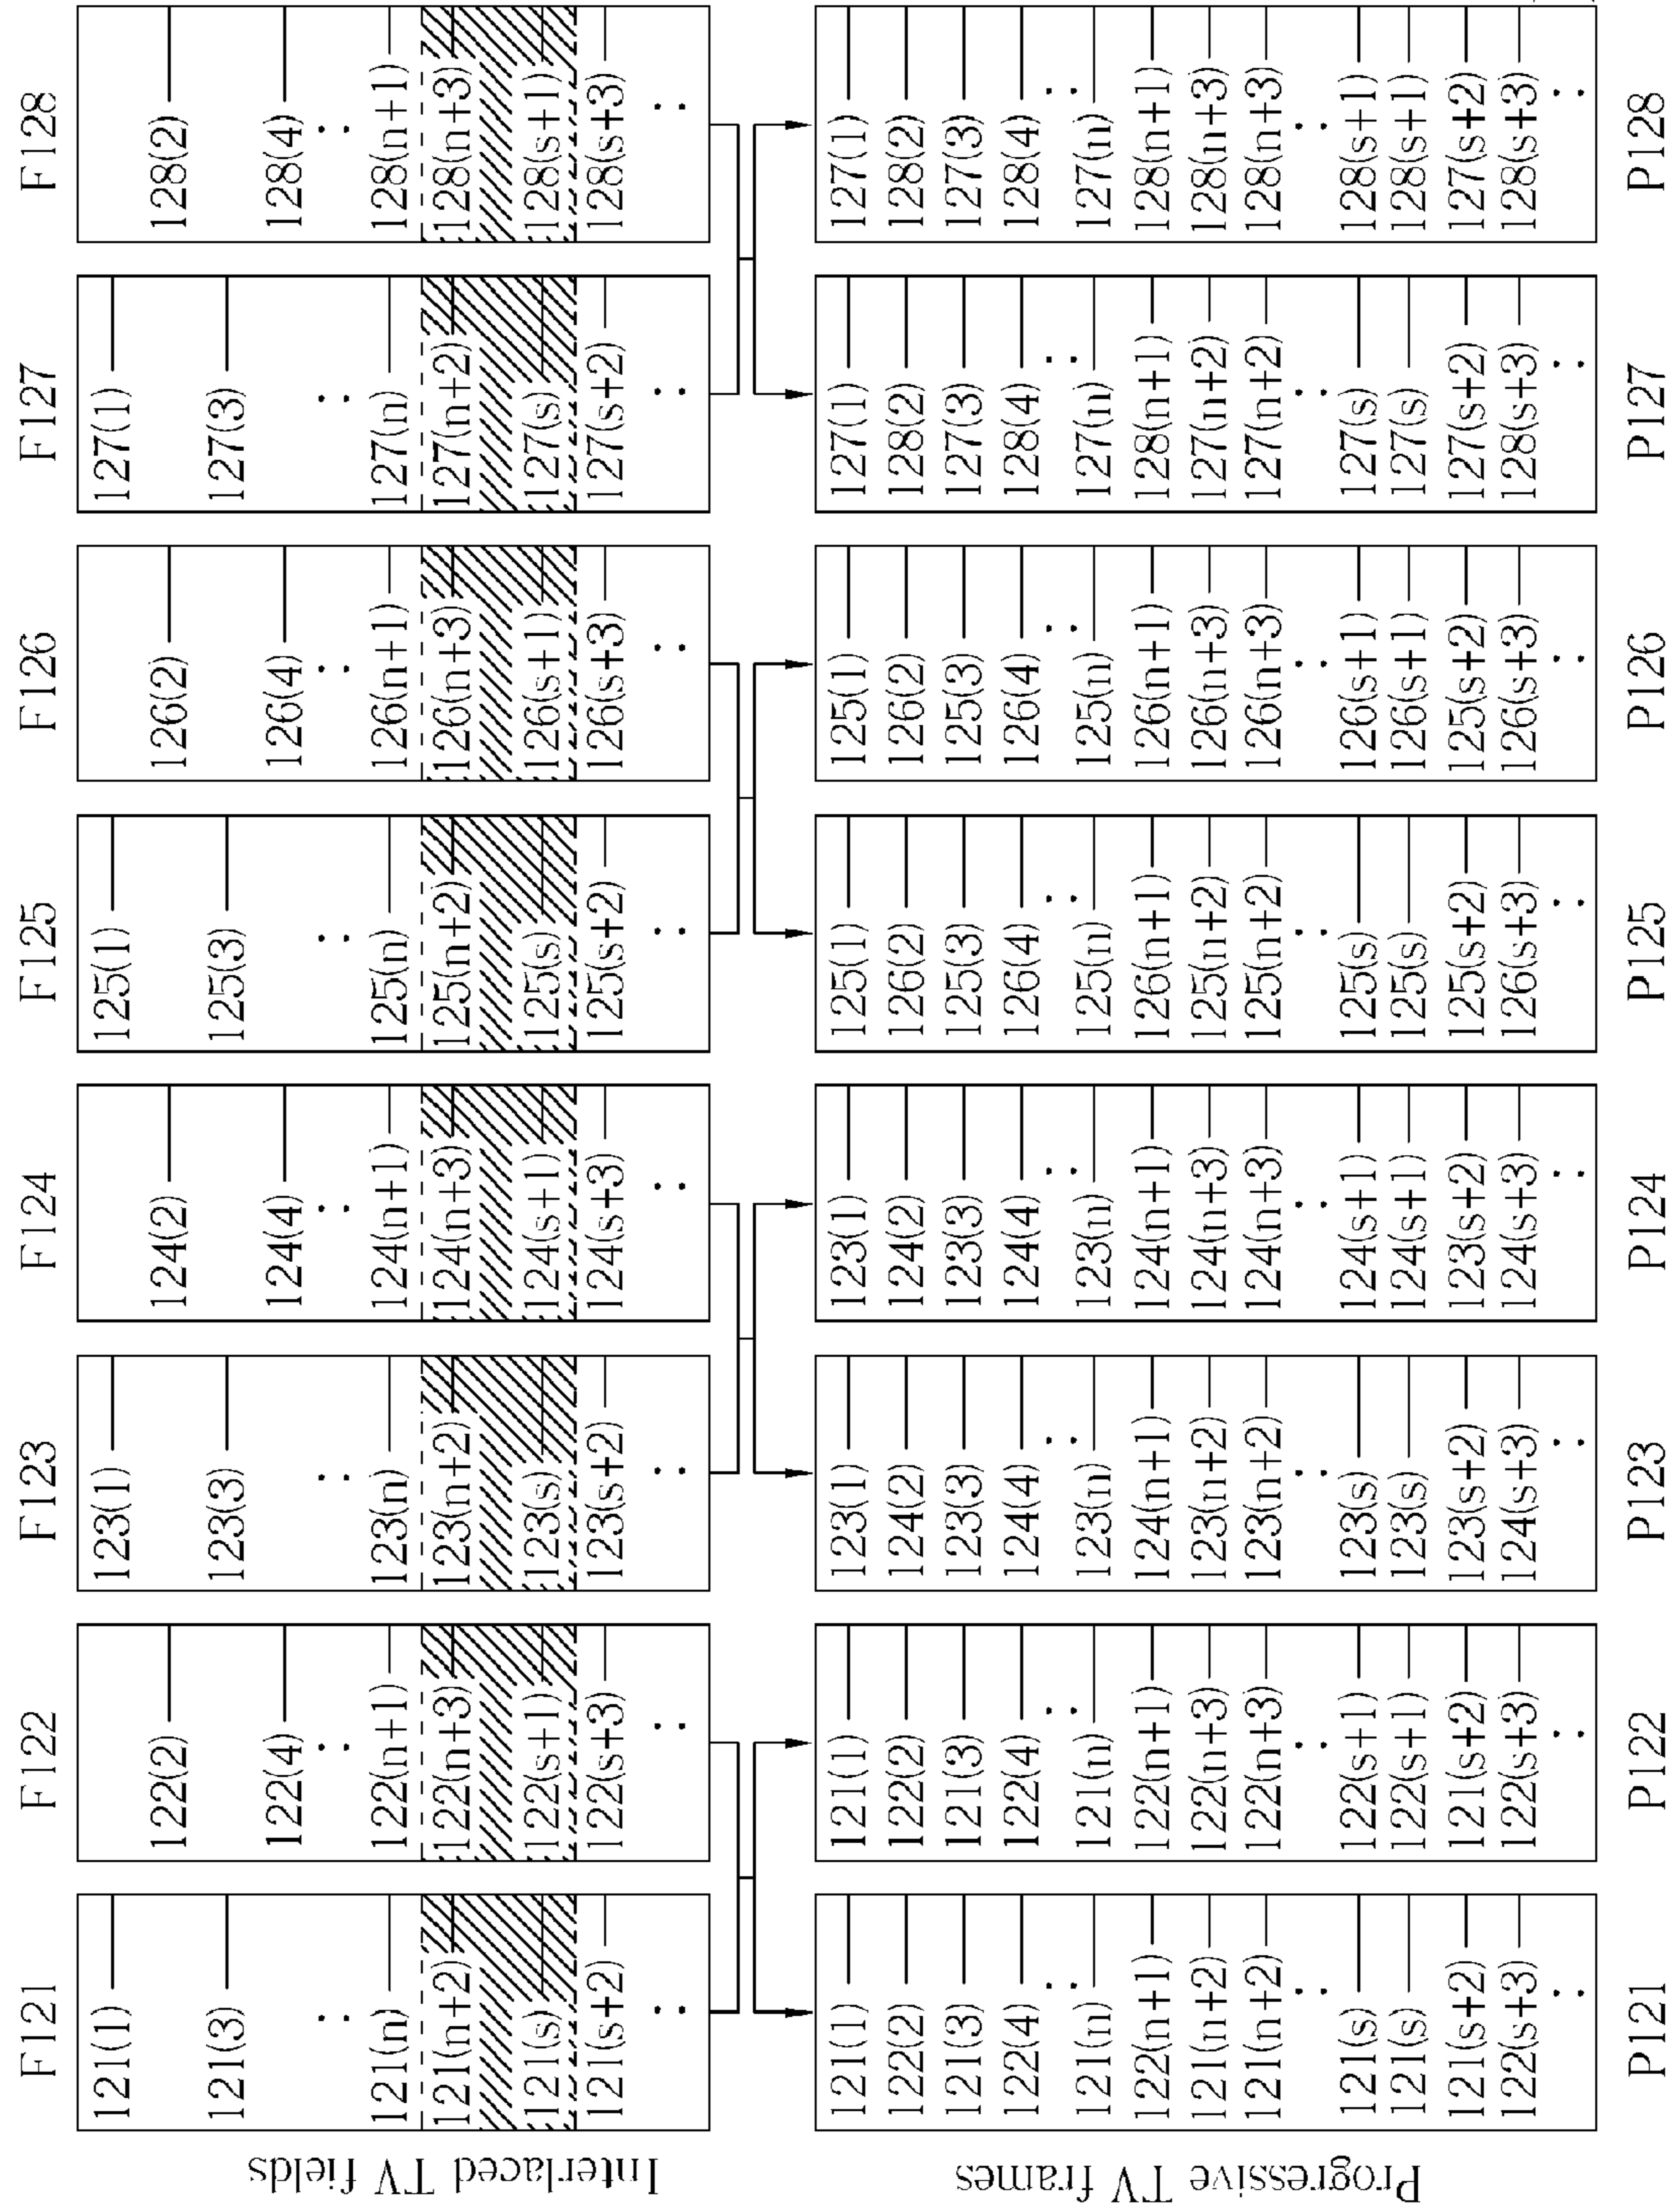 Interlaced TV fields
F121
121(1)
121(3)
:
121(n)
121(n+2)
121(s)
121(s+2)
:
F122
122(2)
122(4)
:
122(n+1)
122(n+3)
122(s+1)
122(s+3)
:
F123
123(1)
123(3)
:
123(n)
123(n+2)
123(s)
123(s+2)
:
F124
124(2)
124(4)
:
124(n+1)
124(n+3)
124(s+1)
124(s+3)
:
F125
125(1)
125(3)
:
125(n)
125(n+2)
125(s)
125(s+2)
:
F126
126(2)
126(4)
:
126(n+1)
126(n+3)
126(s+1)
126(s+3)
:
F127
127(1)
127(3)
:
127(n)
127(n+2)
127(s)
127(s+2)
:
F128
128(2)
128(4)
:
128(n+1)
128(n+3)
128(s+1)
128(s+3)
:
Progressive TV frames
121(1)
122(2)
121(3)
122(4)
:
121(n)
122(n+1)
121(n+2)
121(n+2)
:
121(s)
121(s)
121(s+2)
122(s+3)
:
P121
121(1)
122(2)
121(3)
122(4)
:
121(n)
122(n+1)
122(n+3)
122(n+3)
:
122(s+1)
122(s+1)
121(s+2)
122(s+3)
:
P122
123(1)
124(2)
123(3)
124(4)
:
123(n)
124(n+1)
123(n+2)
123(n+2)
:
123(s)
123(s)
123(s+2)
124(s+3)
:
P123
123(1)
124(2)
123(3)
124(4)
:
123(n)
124(n+1)
124(n+3)
124(n+3)
:
124(s+1)
124(s+1)
123(s+2)
124(s+3)
:
P124
125(1)
126(2)
125(3)
126(4)
:
125(n)
126(n+1)
125(n+2)
125(n+2)
:
125(s)
125(s)
125(s+2)
126(s+3)
:
P125
125(1)
126(2)
125(3)
126(4)
:
125(n)
126(n+1)
126(n+3)
126(n+3)
:
126(s+1)
126(s+1)
125(s+2)
126(s+3)
:
P126
127(1)
128(2)
127(3)
128(4)
:
127(n)
128(n+1)
127(n+2)
127(n+2)
:
127(s)
127(s)
127(s+2)
128(s+3)
:
P127
127(1)
128(2)
127(3)
128(4)
:
127(n)
128(n+1)
128(n+3)
128(n+3)
:
128(s+1)
128(s+1)
127(s+2)
128(s+3)
:
P128